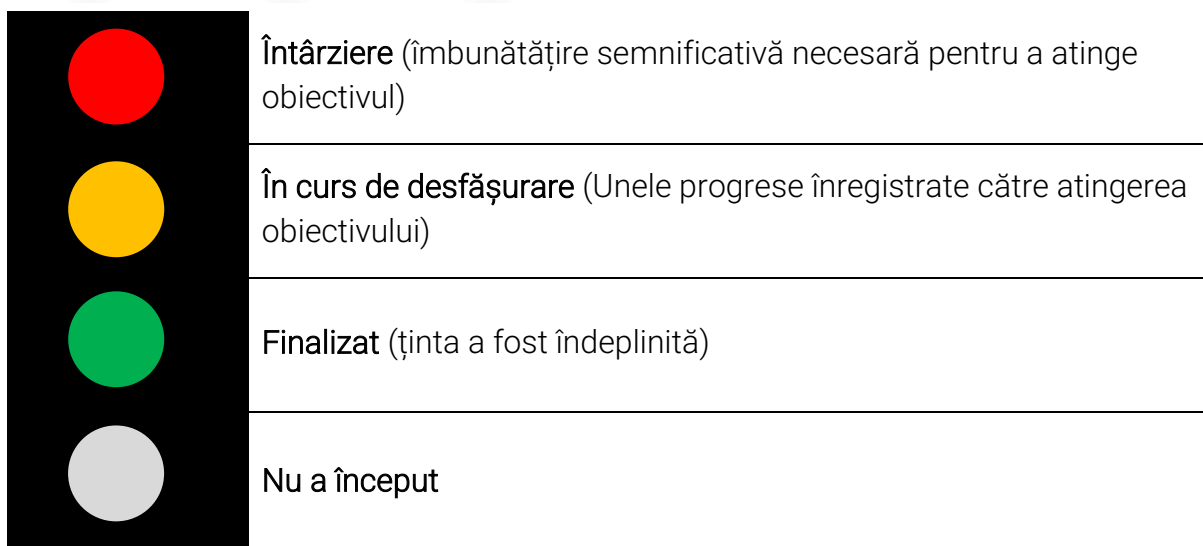 Întârziere (îmbunătățire semnificativă necesară pentru a atinge
obiectivul)
În curs de desfășurare (Unele progrese înregistrate către atingerea
obiectivului)
Finalizat (ținta a fost îndeplinită)
Nu a început